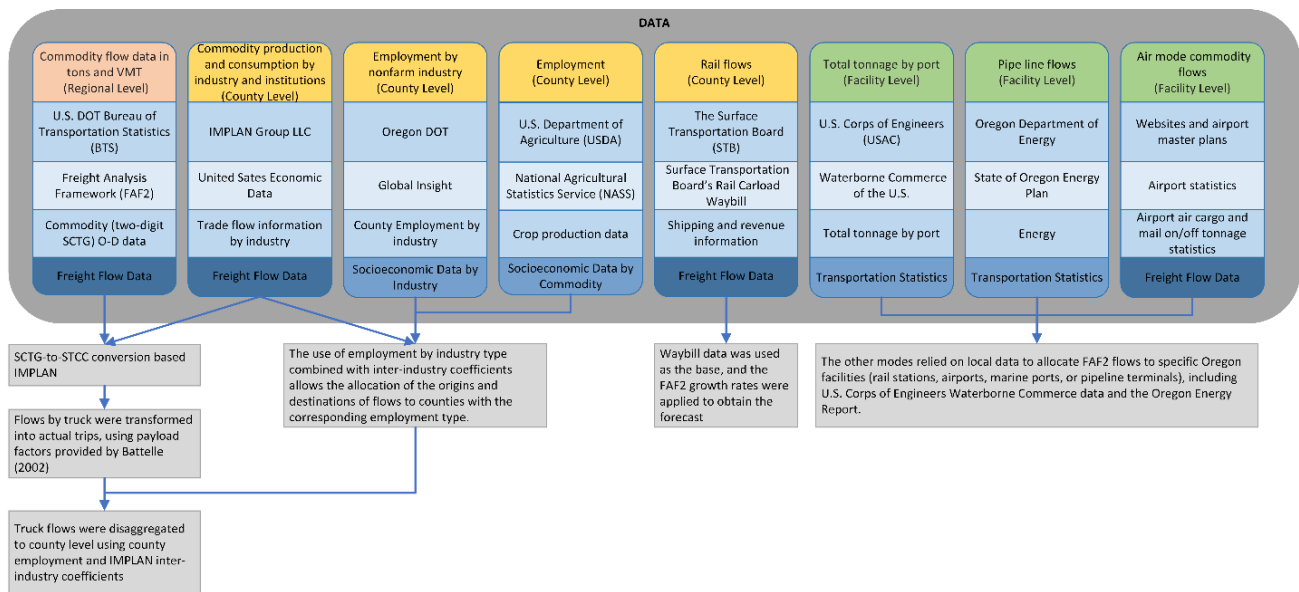 DATA
Commodity flow data in
tons and VMT
(Regional Level)
U.S. DOT Bureau of
Transportation Statistics
(BTS)
Freight Analysis
Framework (FAF2)
Commodity (two-digit
SCTG) O-D data
Freight Flow Data
Commodity production
and consumption by
industry and institutions
(County Level)
IMPLAN Group LLC
United Sates Economic
Data
Trade flow information
by industry
Freight Flow Data
Employment by
nonfarm industry
(County Level)
Oregon DOT
Global Insight
County Employment by
industry
Socioeconomic Data by
Industry
Employment
(County Level)
U.S. Department of
Agriculture (USDA)
National Agricultural
Statistics Service (NASS)
Crop production data
Socioeconomic Data by
Commodity
Rail flows
(County Level)
The Surface
Transportation Board
(STB)
Surface Transportation
Board's Rail Carload
Waybill
Shipping and revenue
information
Freight Flow Data
Total tonnage by port
(Facility Level)
U.S. Corps of Engineers
(USAC)
Waterborne Commerce
of the U.S.
Total tonnage by port
Transportation Statistics
Pipe line flows
(Facility Level)
Oregon Department of
Energy
State of Oregon Energy
Plan
Energy
Transportation Statistics
Air mode commodity
flows
(Facility Level)
Websites and airport
master plans
Airport statistics
Airport air cargo and
mail on/off tonnage
statistics
Freight Flow Data
SCTG-to-STCC conversion based
IMPLAN
Flows by truck were transformed
into actual trips, using payload
factors provided by Battelle
(2002)
Truck flows were disaggregated
to county level using county
employment and IMPLAN inter-
industry coefficients
The use of employment by industry type
combined with inter-industry coefficients
allows the allocation of the origins and
destinations of flows to counties with the
corresponding employment type.
Waybill data was used
as the base, and the
FAF2 growth rates were
applied to obtain the
forecast
The other modes relied on local data to allocate FAF2 flows to specific Oregon
facilities (rail stations, airports, marine ports, or pipeline terminals), including
U.S. Corps of Engineers Waterborne Commerce data and the Oregon Energy
Report.